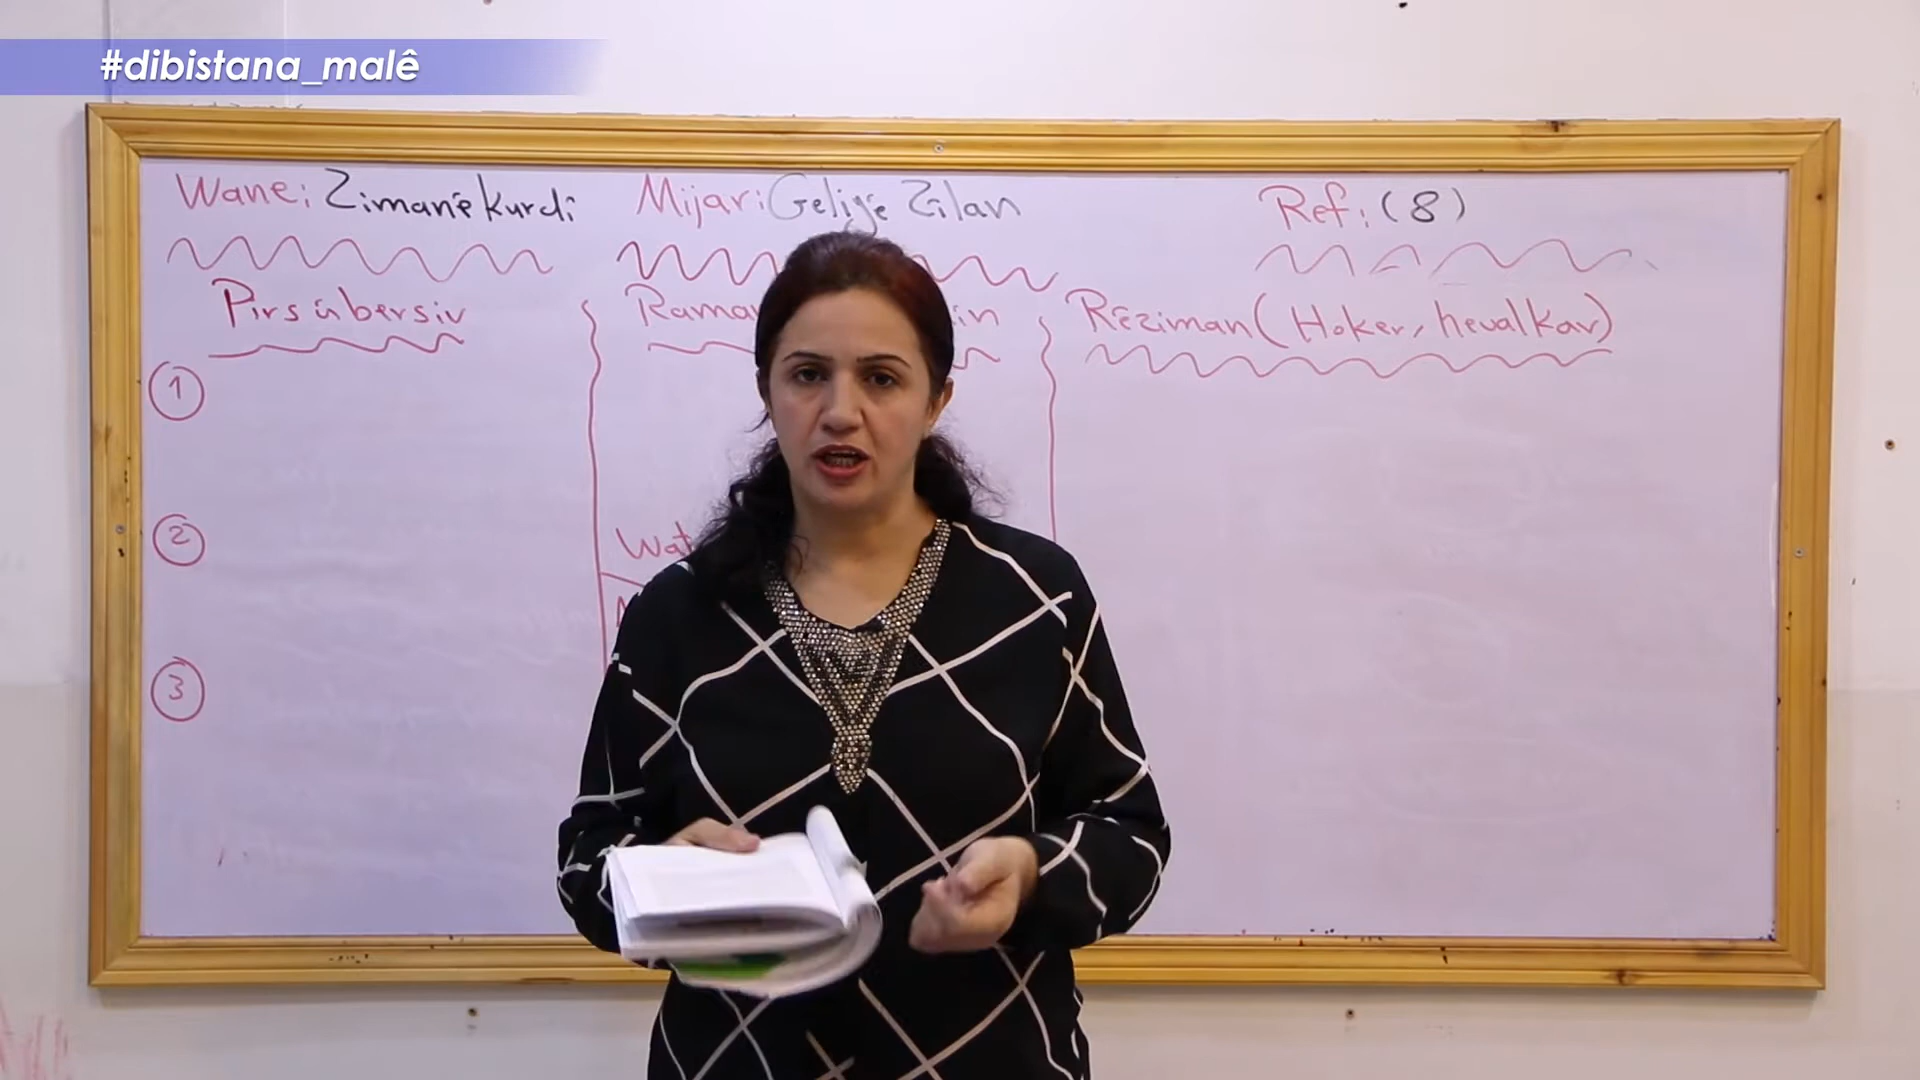 #dibistana_malê
Wane: Zimanê kurdî
Mijar: Gelîyê Zîlan
Ref: (8)
Pirs û bersiv
Rêziman (Hoker, hevalkar)
1
2
3